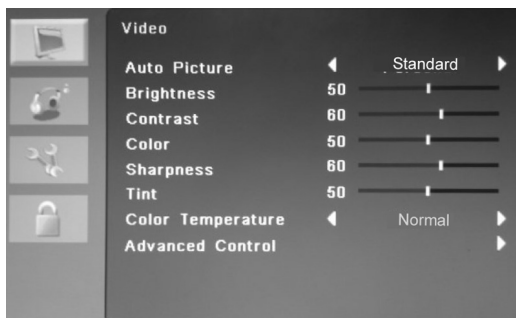 Video
Auto Picture Standard
Brightness 50
Contrast 60
Color 50
Sharpness 60
Tint 50
Color Temperature Normal
Advanced Control